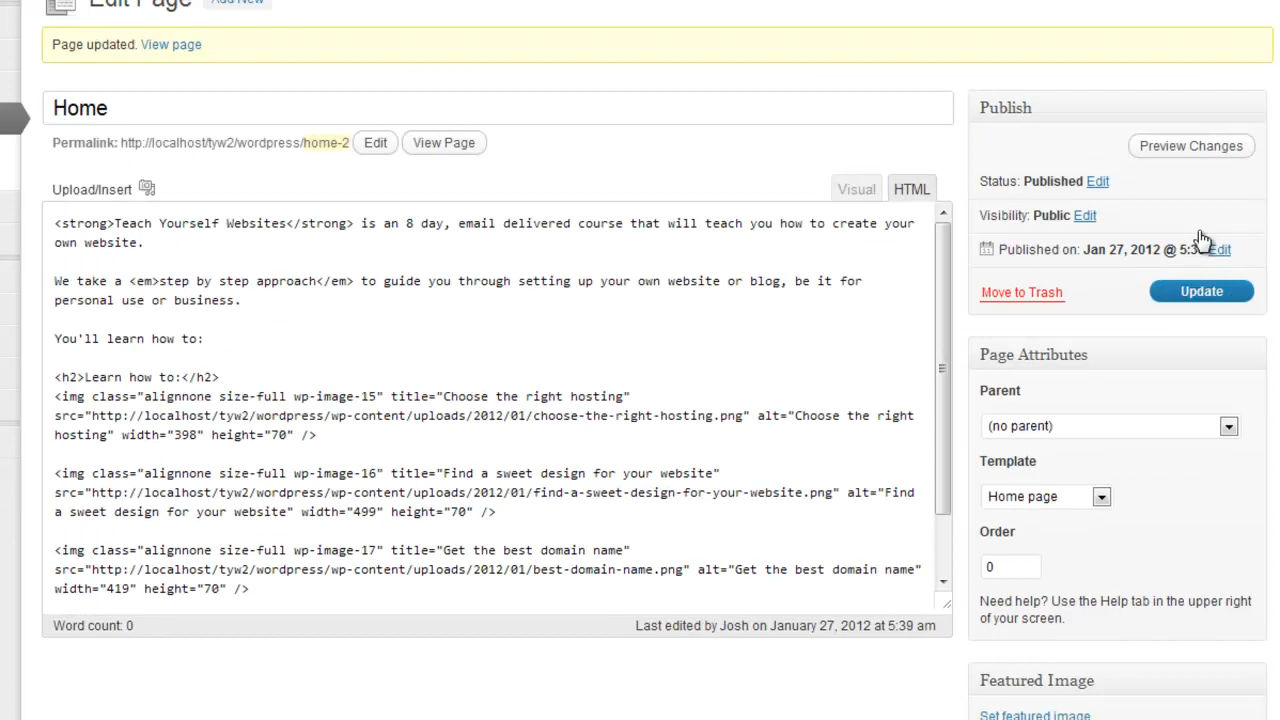 Edit Page Add New
Page updated. View page
Home
Permalink: http://localhost/tyw2/wordpress/home-2 Edit View Page
Upload/Insert Visual HTML
<strong>Teach Yourself Websites</strong> is an 8 day, email delivered course that will teach you how to create your
own website.
We take a <em>step by step approach</em> to guide you through setting up your own website or blog, be it for
personal use or business.
You'll learn how to:
<h2>Learn how to:</h2>
<img class="alignnone size-full wp-image-15" title="Choose the right hosting"
src="http://localhost/tyw2/wordpress/wp-content/uploads/2012/01/choose-the-right-hosting.png" alt="Choose the right
hosting" width="398" height="70" />
<img class="alignnone size-full wp-image-16" title="Find a sweet design for your website"
src="http://localhost/tyw2/wordpress/wp-content/uploads/2012/01/find-a-sweet-design-for-your-website.png" alt="Find
a sweet design for your website" width="499" height="70" />
<img class="alignnone size-full wp-image-17" title="Get the best domain name"
src="http://localhost/tyw2/wordpress/wp-content/uploads/2012/01/best-domain-name.png" alt="Get the best domain name"
width="419" height="70" />
Word count: 0 Last edited by Josh on January 27, 2012 at 5:39 am
Publish
Preview Changes
Status: Published Edit
Visibility: Public Edit
Published on: Jan 27, 2012 @ Edit
Move to Trash Update
Page Attributes
Parent
(no parent)
Template
Home page
Order
0
Need help? Use the Help tab in the upper right
of your screen.
Featured Image
Set featured image